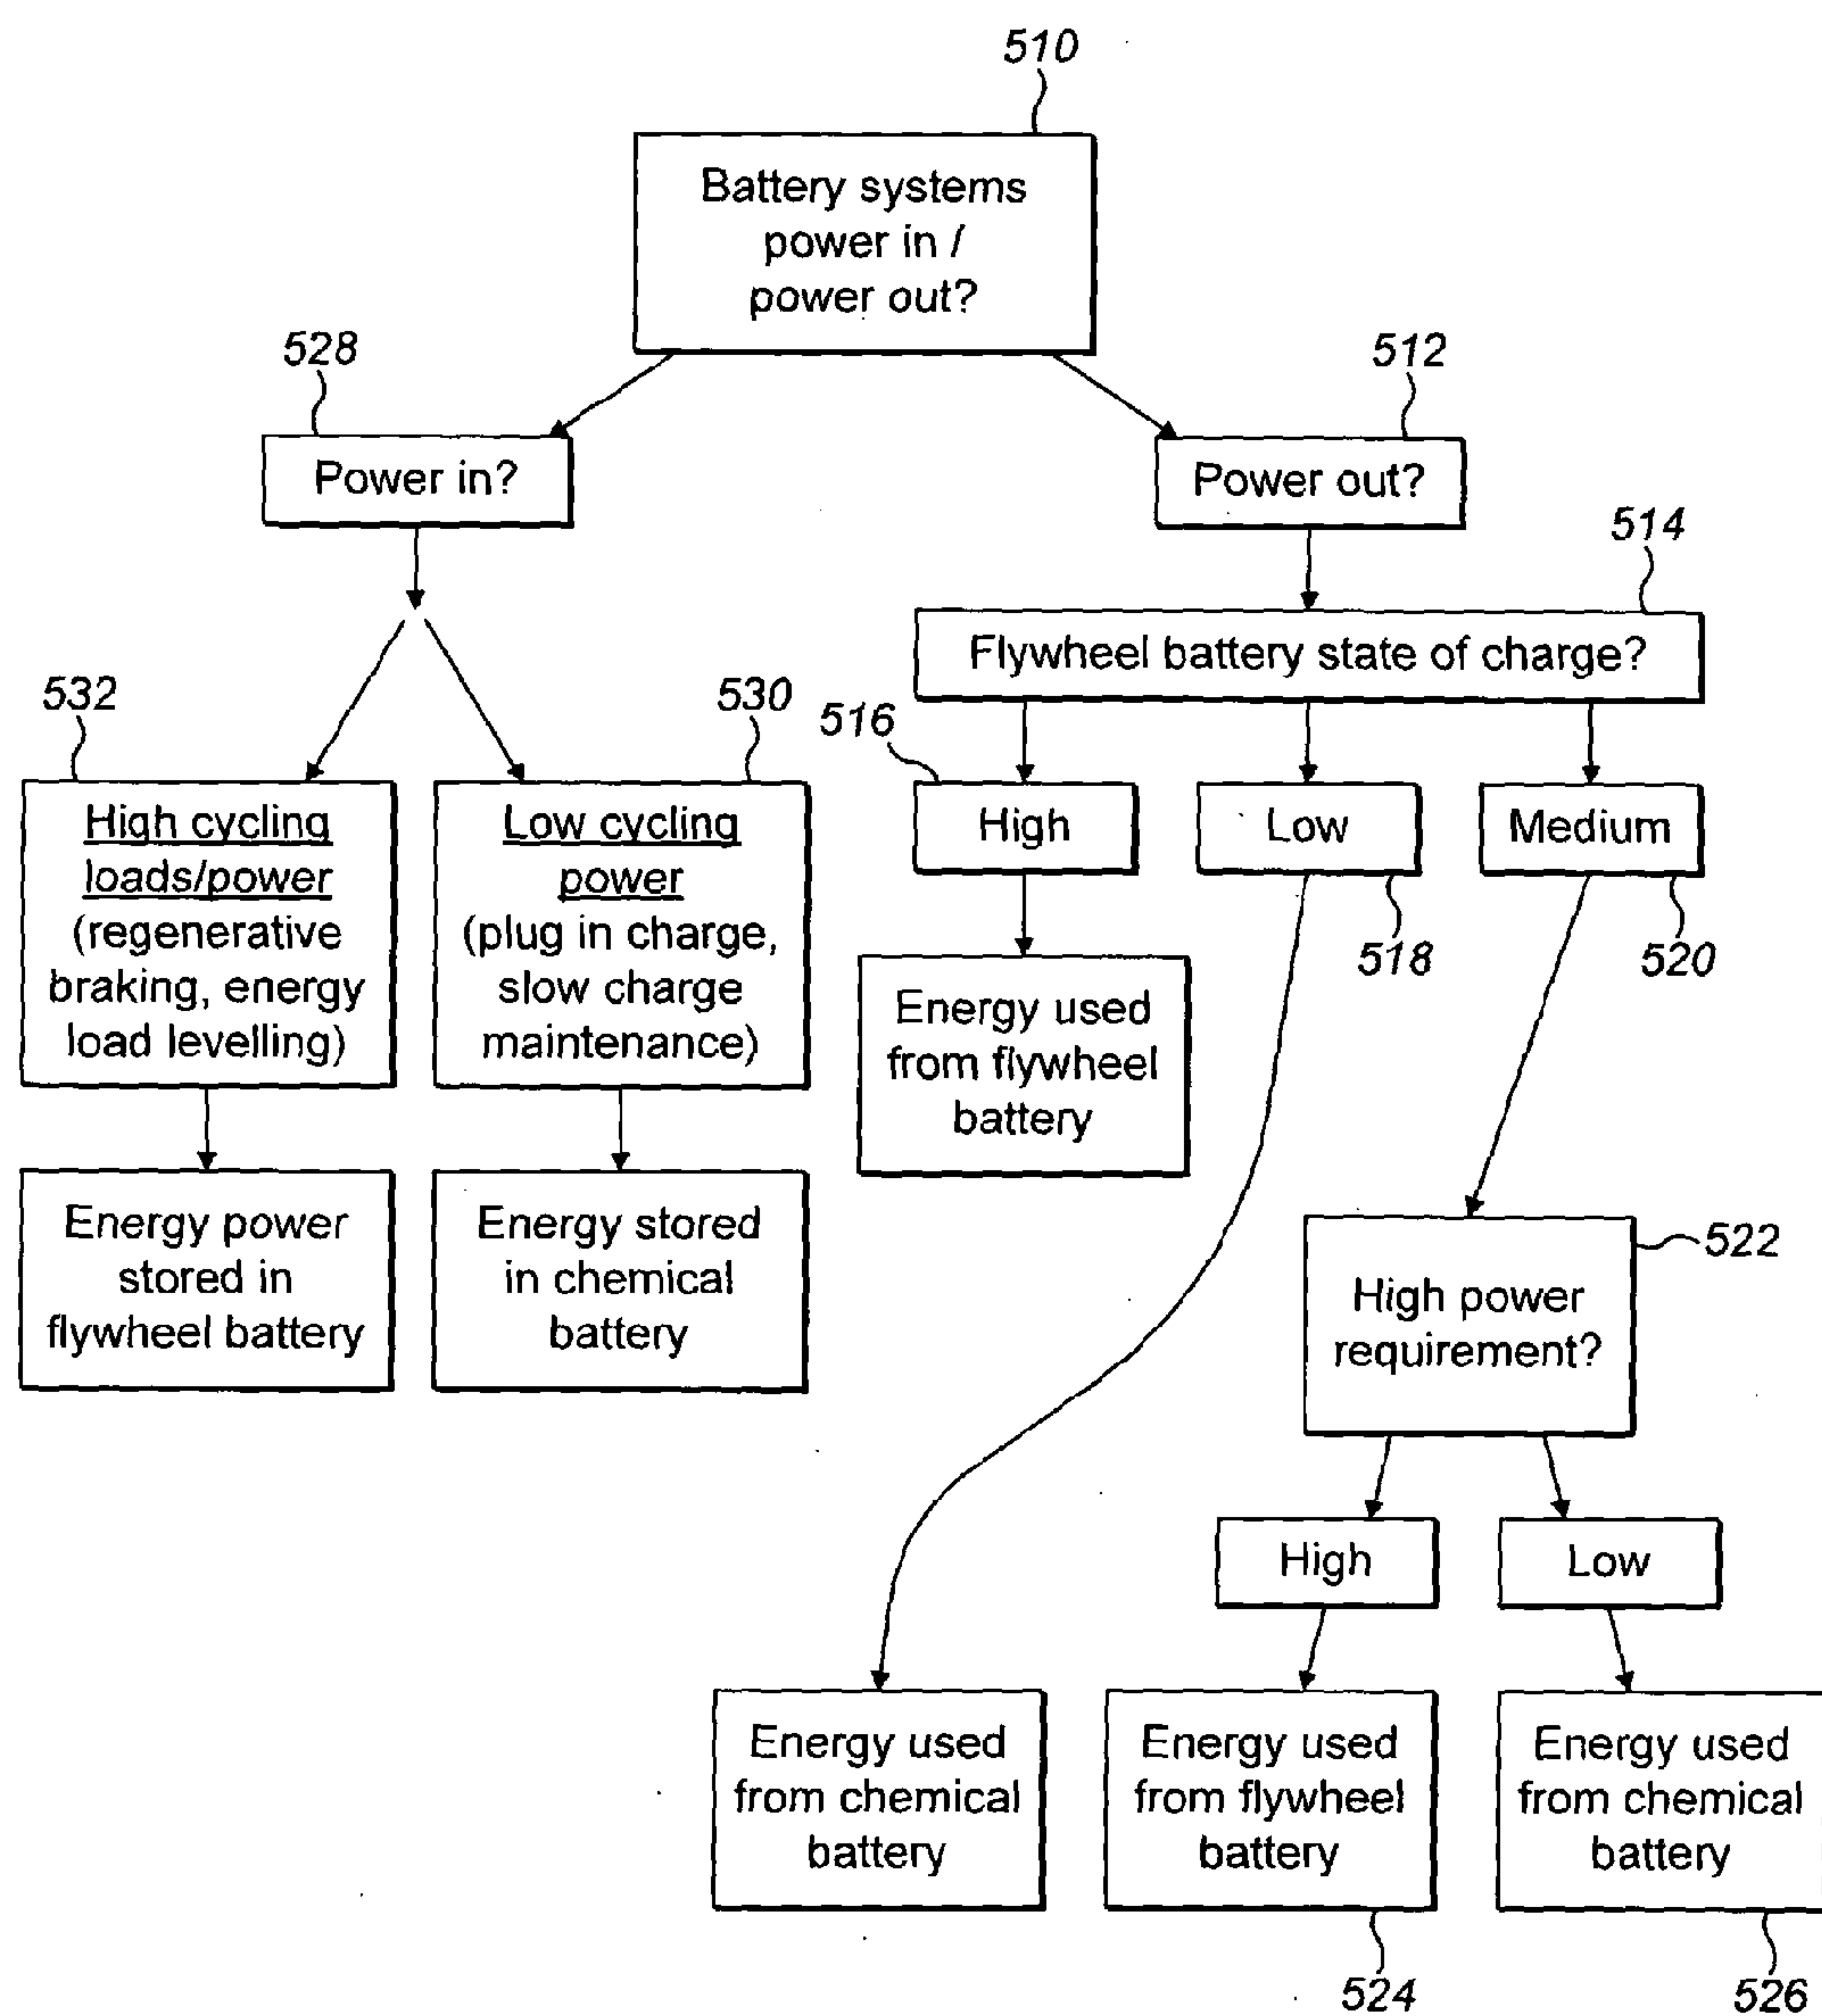 510
Battery systems
power in /
power out?
528
512
Power in?
Power out?
514
Flywheel battery state of charge?
532
530
516
High cycling
loads/power
(regenerative
braking, energy
load levelling)
Low cycling
power
(plug in charge,
slow charge
maintenance)
High
Low
Medium
518
520
Energy used
from flywheel
battery
Energy power
stored in
flywheel battery
Energy stored
in chemical
battery
522
High power
requirement?
High
Low
Energy used
from chemical
battery
Energy used
from flywheel
battery
Energy used
from chemical
battery
524
526